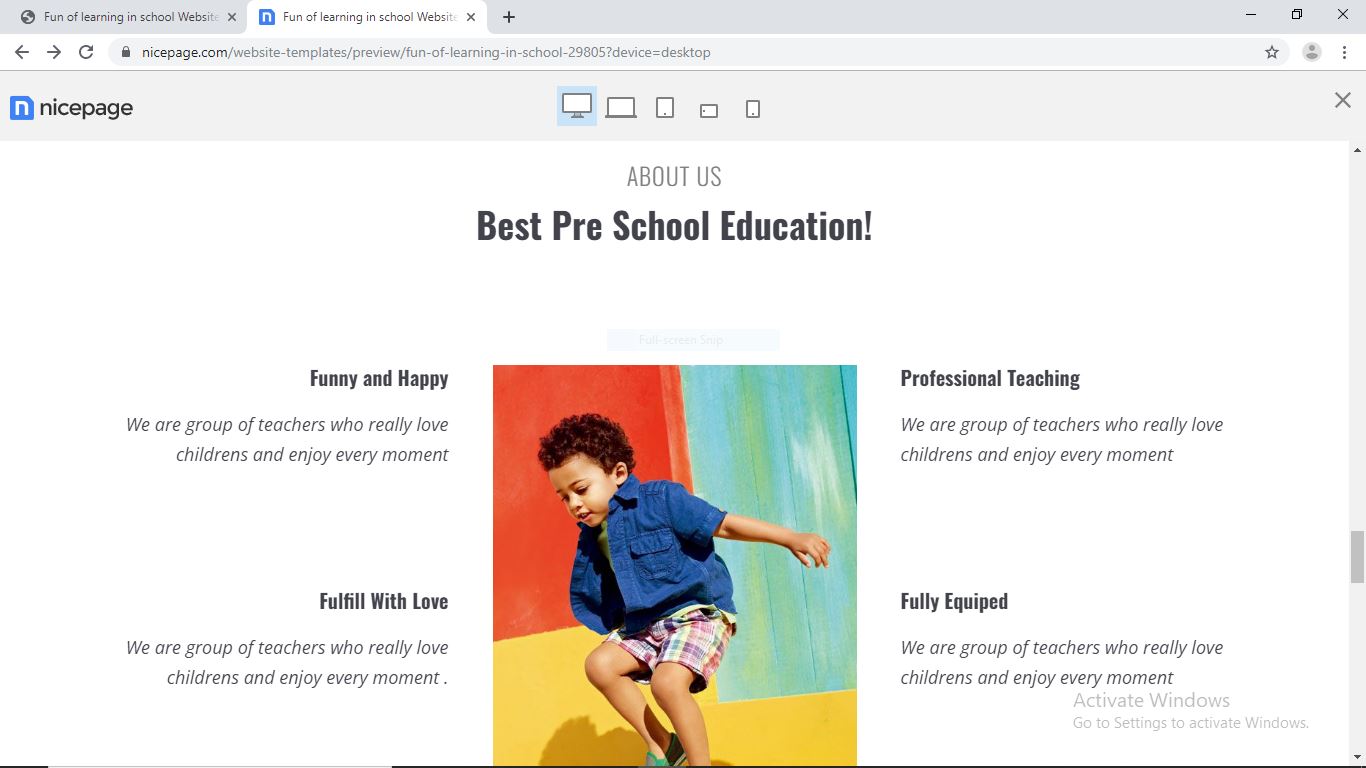 Fun of learning in school Website
Fun of learning in school Website
nicepage.com/website-templates/preview/fun-of-learning-in-school-29805?device=desktop
nicepage
ABOUT US
Best Pre School Education!
Full-screen Snip
Funny and Happy
We are group of teachers who really love
childrens and enjoy every moment
Professional Teaching
We are group of teachers who really love
childrens and enjoy every moment
Fulfill With Love
We are group of teachers who really love
childrens and enjoy every moment .
Fully Equiped
We are group of teachers who really love
childrens and enjoy every moment
Activate Windows
Go to Settings to activate Windows.